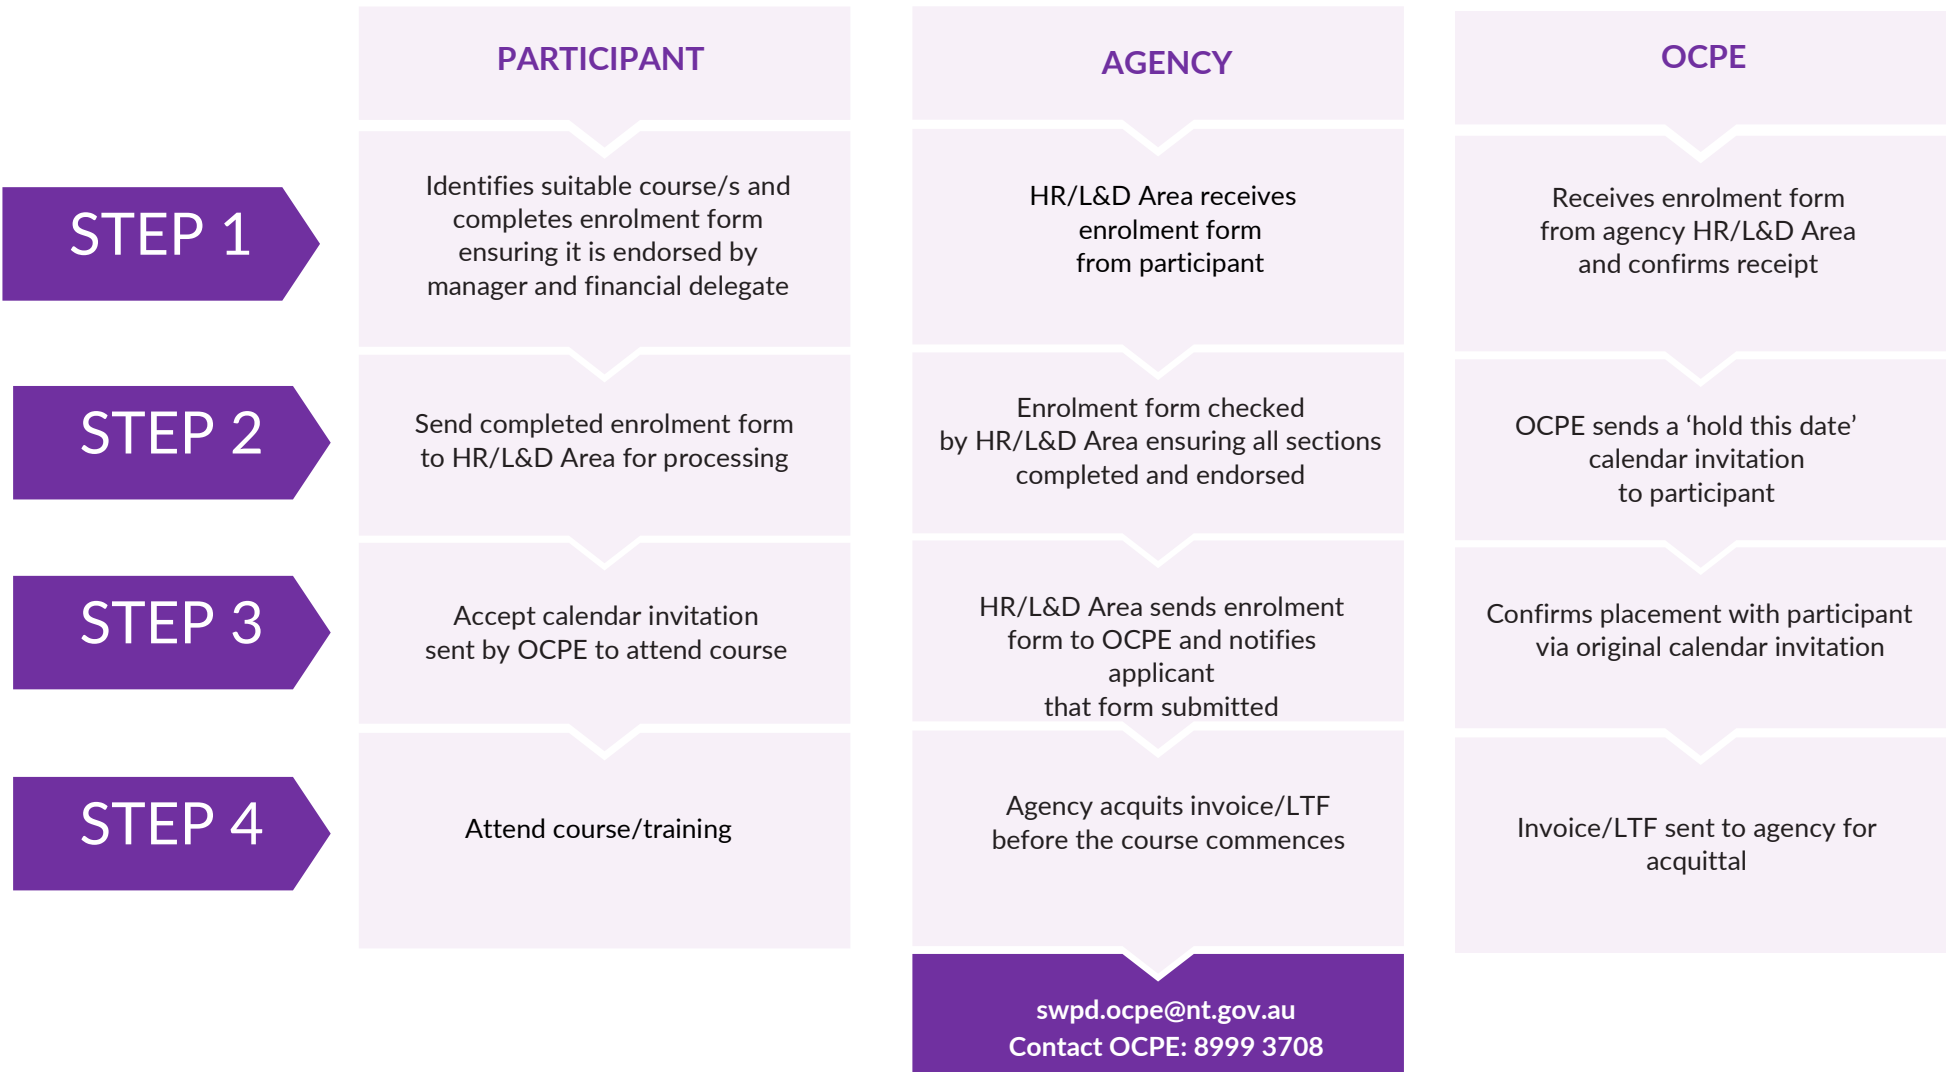 PARTICIPANT
AGENCY
OCPE
STEP 1
Identifies suitable course/s and
completes enrolment form
ensuring it is endorsed by
manager and financial delegate
HR/L&D Area receives
enrolment form
from participant
Receives enrolment form
from agency HR/L&D Area
and confirms receipt
STEP 2
Send completed enrolment form
to HR/L&D Area for processing
Enrolment form checked
by HR/L&D Area ensuring all sections
completed and endorsed
OCPE sends a ‘hold this date’
calendar invitation
to participant
STEP 3
Accept calendar invitation
sent by OCPE to attend course
HR/L&D Area sends enrolment
form to OCPE and notifies
applicant
that form submitted
Confirms placement with participant
via original calendar invitation
STEP 4
Attend course/training
Agency acquits invoice/LTF
before the course commences
Invoice/LTF sent to agency for
acquittal
swpd.ocpe@nt.gov.au
Contact OCPE: 8999 3708